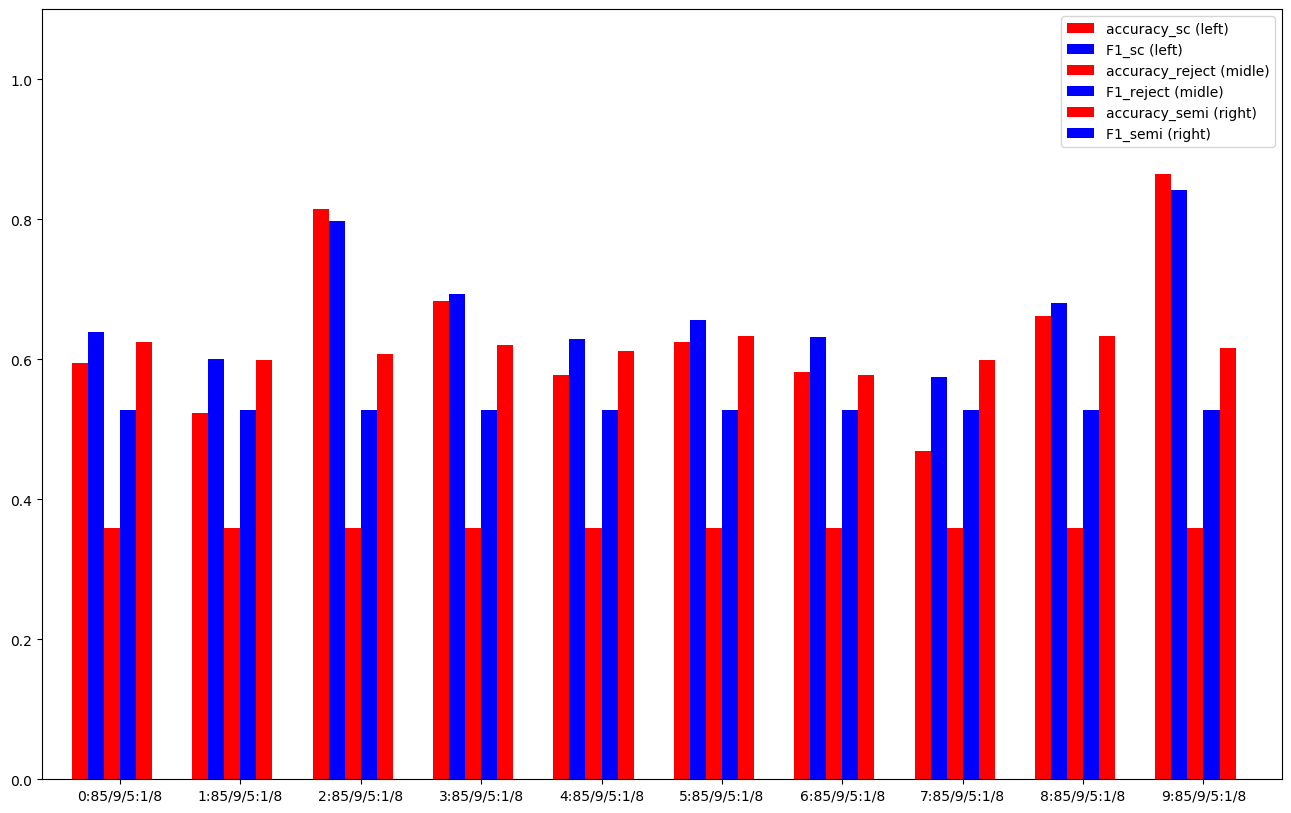 accuracy_sc (left)
F1_sc (left)
accuracy_reject (midle)
F1_reject (midle)
accuracy_semi (right)
F1_semi (right)
1.0
0.8
0.6
0.4
0.2
0.0
0:85/9/5:1/8 1:85/9/5:1/8 2:85/9/5:1/8 3:85/9/5:1/8 4:85/9/5:1/8 5:85/9/5:1/8 6:85/9/5:1/8 7:85/9/5:1/8 8:85/9/5:1/8 9:85/9/5:1/8